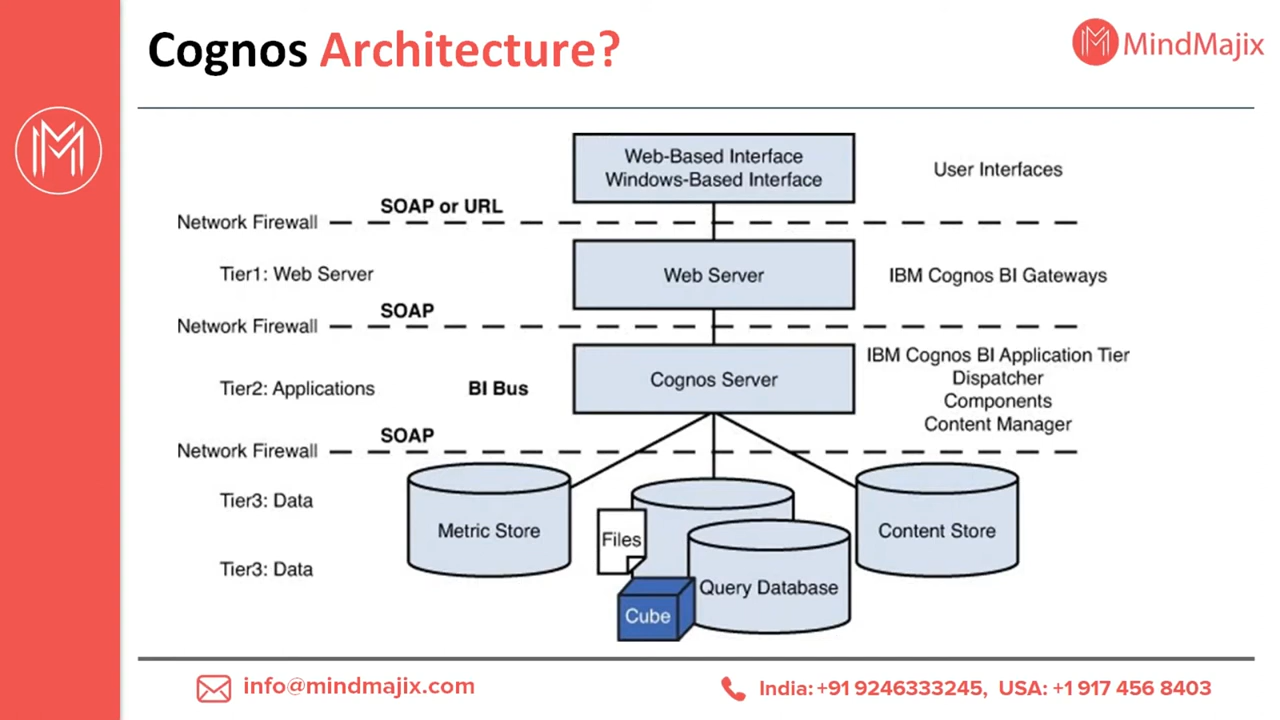 Cognos Architecture?
MindMajix
Web-Based Interface
Windows-Based Interface
User Interfaces
SOAP or URL
Network Firewall
Tier1: Web Server
Web Server
IBM Cognos BI Gateways
SOAP
Network Firewall
IBM Cognos BI Application Tier
Dispatcher
Components
Content Manager
Tier2: Applications
BI Bus
Cognos Server
SOAP
Network Firewall
Tier3: Data
Metric Store
Files
Content Store
Tier3: Data
Query Database
Cube
info@mindmajix.com
India: +91 9246333245, USA: +1 917 456 8403